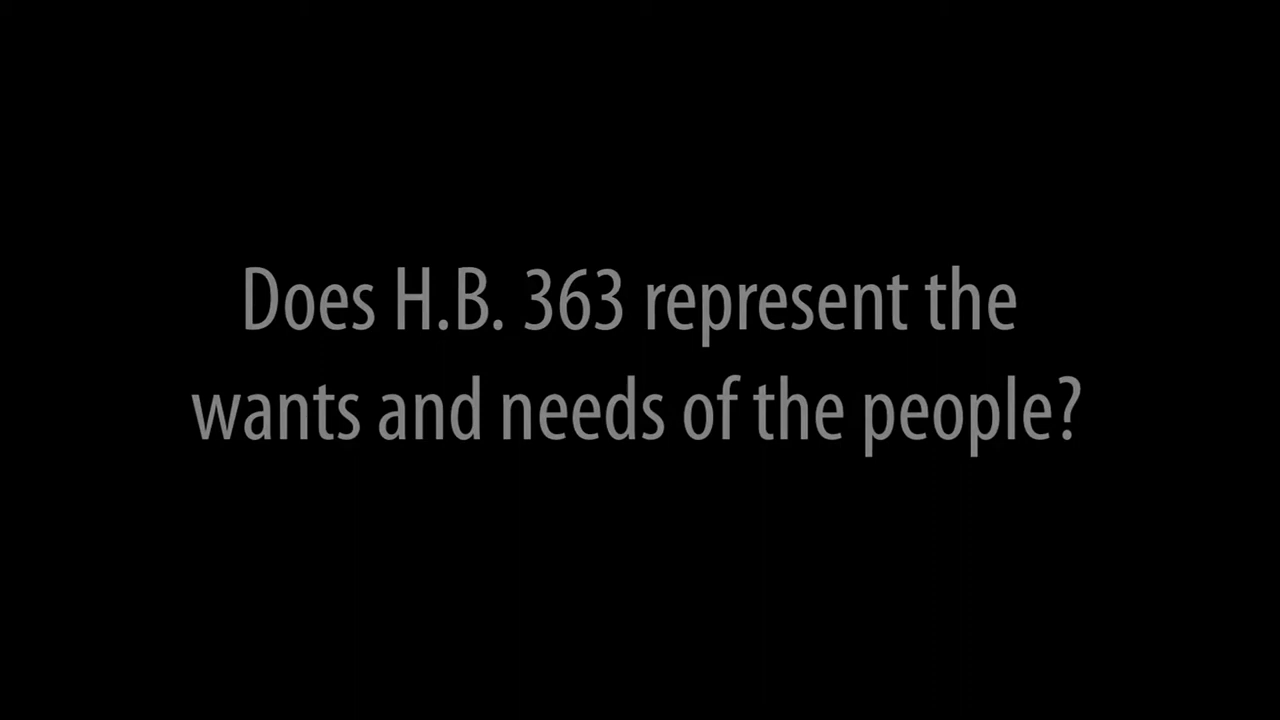 Does H.B. 363 represent the
wants and needs of the people?